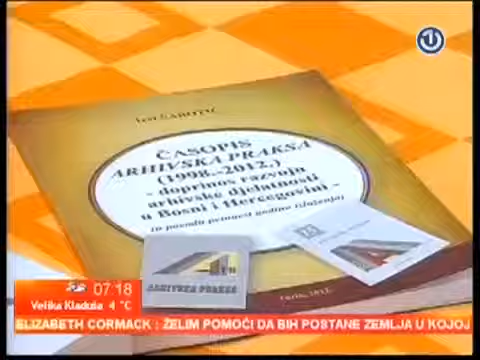 ČASOPIS
ARHIVSKA PRAKSA
(1998.-2012.)
- doprinos razvoju
arhivske djelatnosti
u Bosni i Hercegovini -
ARHIVSKA PRAKSA
07:18
Velika Kladuša 4 °C
ELIZABETH CORMACK : ŽELIM POMOĆI DA BIH POSTANE ZEMLJA U KOJOJ